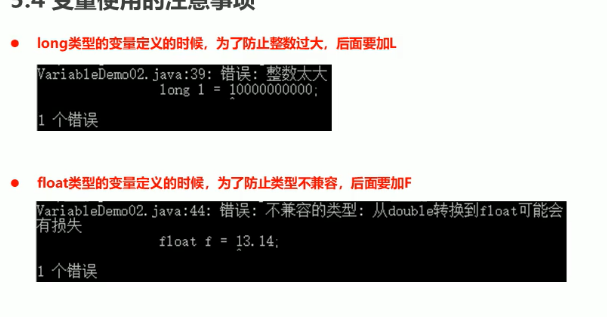 5.4 变量使用的注意事项
● long类型的变量定义的时候，为了防止整数过大，后面要加L
VariableDemo02.java:39: 错误: 整数太大
long l = 10000000000;
^
1 个错误
● float类型的变量定义的时候，为了防止类型不兼容，后面要加F
VariableDemo02.java:44: 错误: 不兼容的类型: 从double转换到float可能会
有损失
float f = 13.14;
^
1 个错误